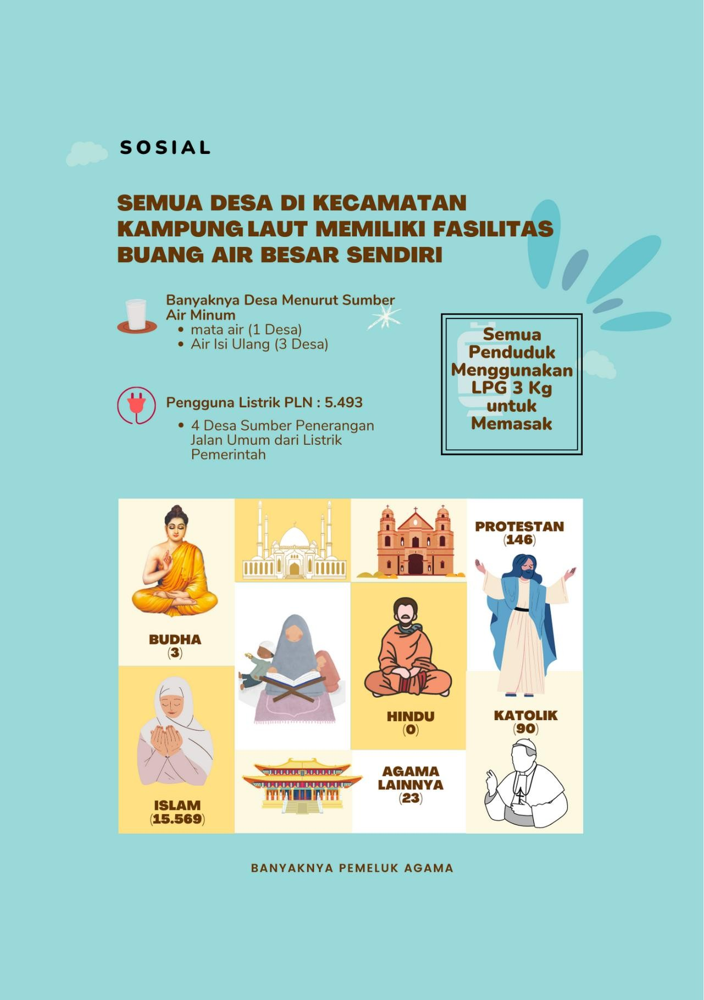 SOSIAL
SEMUA DESA DI KECAMATAN
KAMPUNG LAUT MEMILIKI FASILITAS
BUANG AIR BESAR SENDIRI
Banyaknya Desa Menurut Sumber
Air Minum
• mata air (1 Desa)
• Air Isi Ulang (3 Desa)
Pengguna Listrik PLN : 5.493
• 4 Desa Sumber Penerangan
Jalan Umum dari Listrik
Pemerintah
Semua
Penduduk
Menggunakan
LPG 3 Kg
untuk
Memasak
BUDHA
(3)
ISLAM
(15.569)
HINDU
(0)
AGAMA
LAINNYA
(23)
PROTESTAN
(146)
KATOLIK
(90)
BANYAKNYA PEMELUK AGAMA